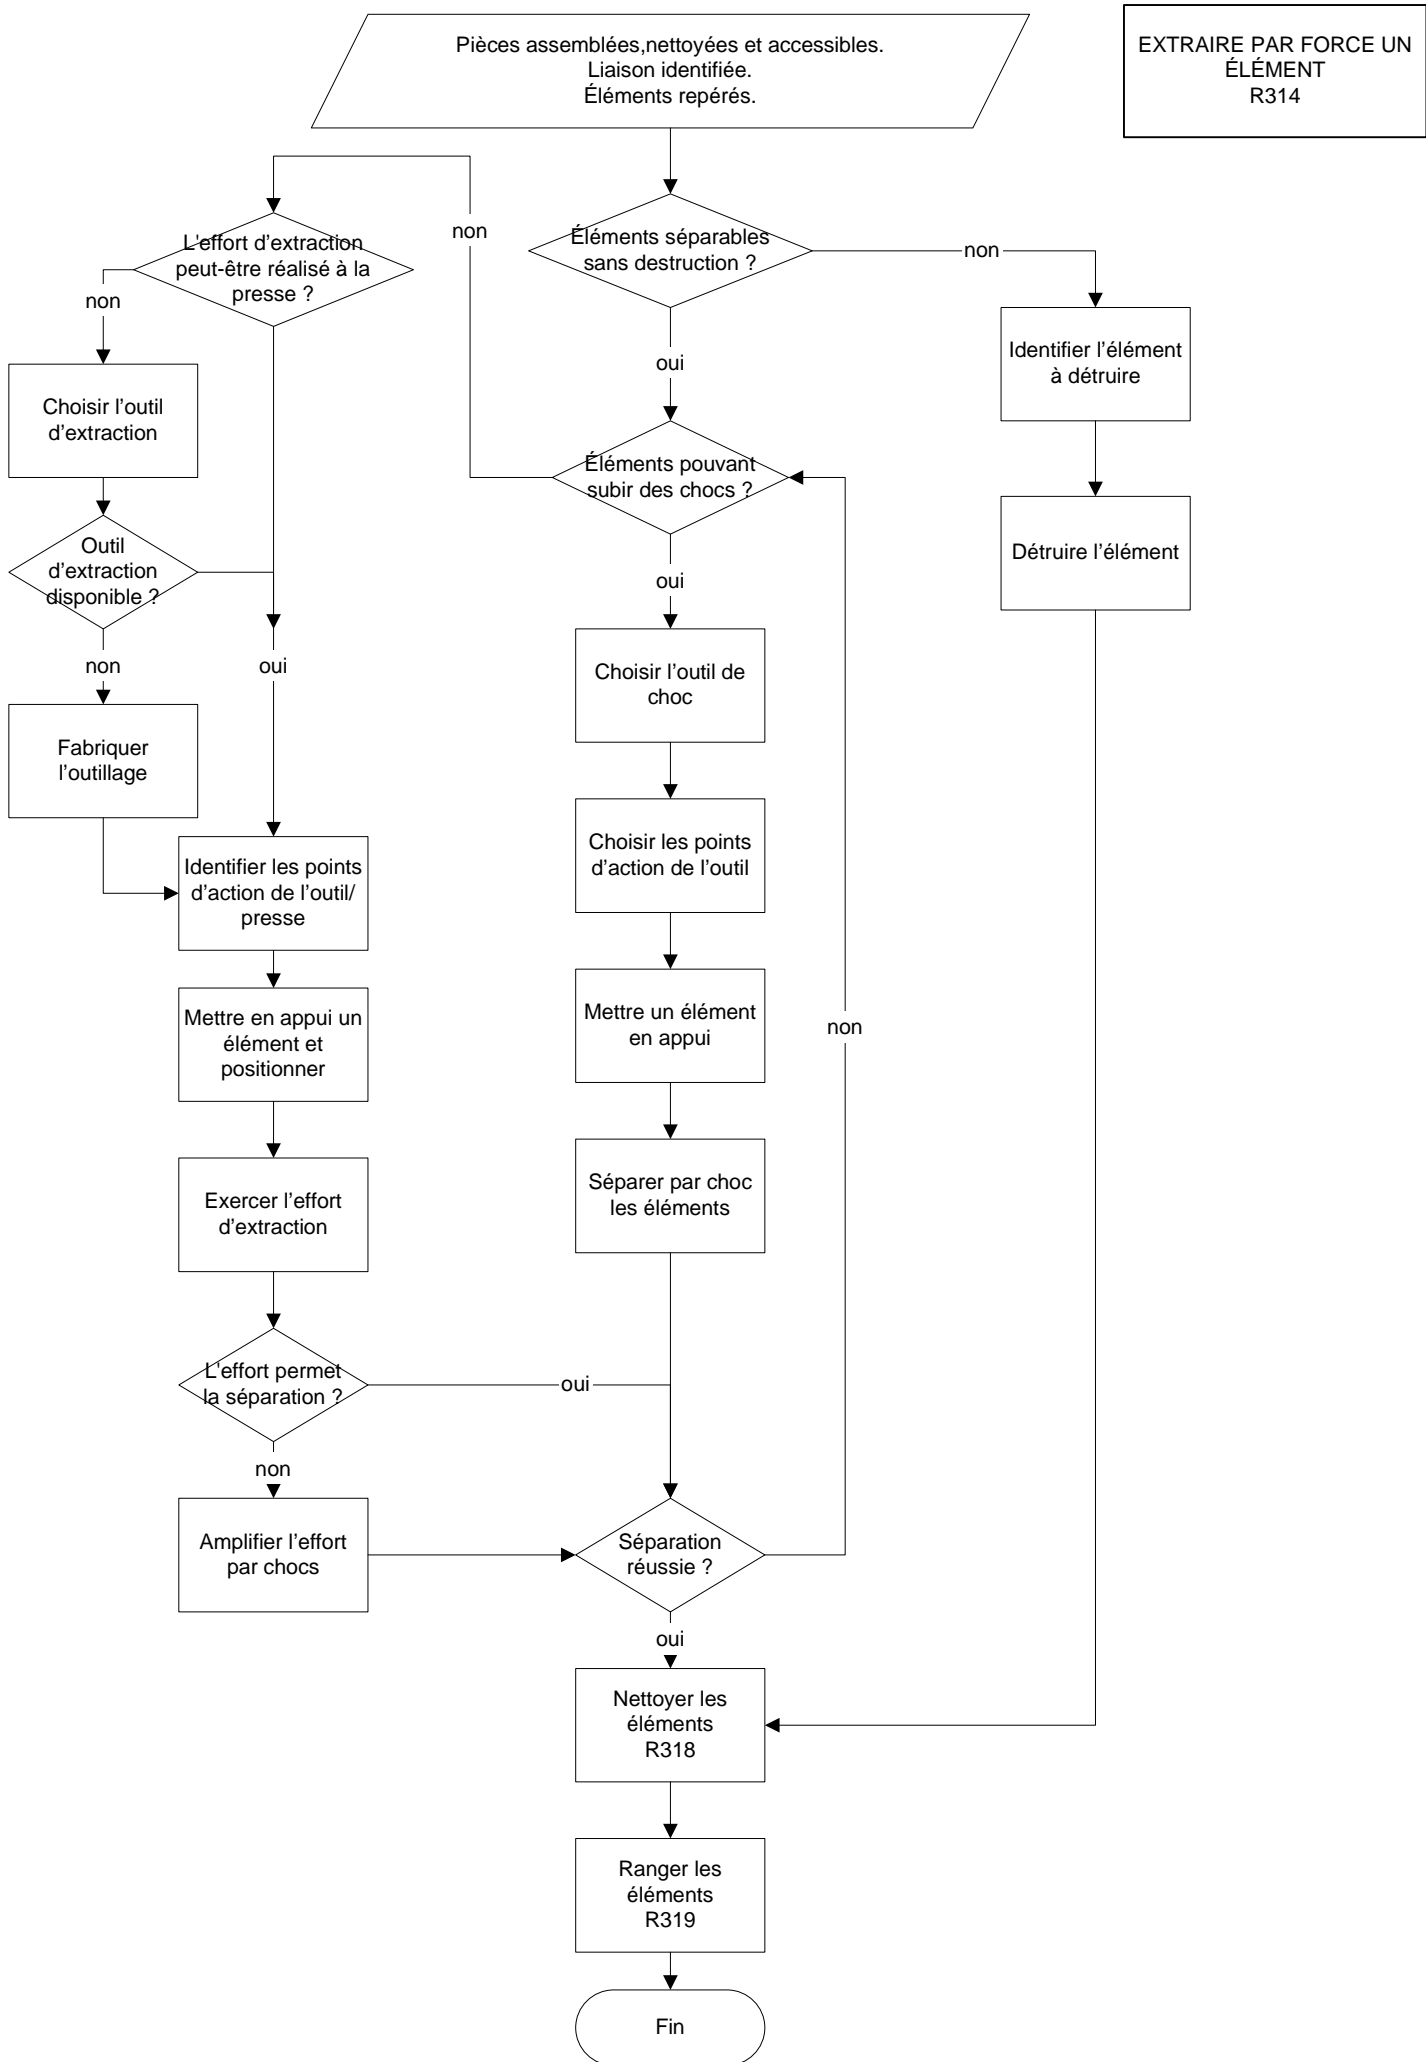 Pièces assemblées,nettoyées et accessibles.
Liaison identifiée.
Éléments repérés.
EXTRAIRE PAR FORCE UN
ÉLÉMENT
R314
L'effort d'extraction
peut-être réalisé à la
presse ?
non
Éléments séparables
sans destruction ?
non
non
oui
Identifier l'élément
à détruire
Choisir l'outil
d'extraction
Éléments pouvant
subir des chocs ?
Détruire l'élément
Outil
d'extraction
disponible ?
oui
non
oui
Choisir l'outil de
choc
Fabriquer
l'outillage
Choisir les points
d'action de l'outil
Identifier les points
d'action de l'outil/
presse
Mettre en appui un
élément et
positionner
Mettre un élément
en appui
non
Exercer l'effort
d'extraction
Séparer par choc
les éléments
L'effort permet
la séparation ?
oui
non
Amplifier l'effort
par chocs
Séparation
réussie ?
oui
Nettoyer les
éléments
R318
Ranger les
éléments
R319
Fin